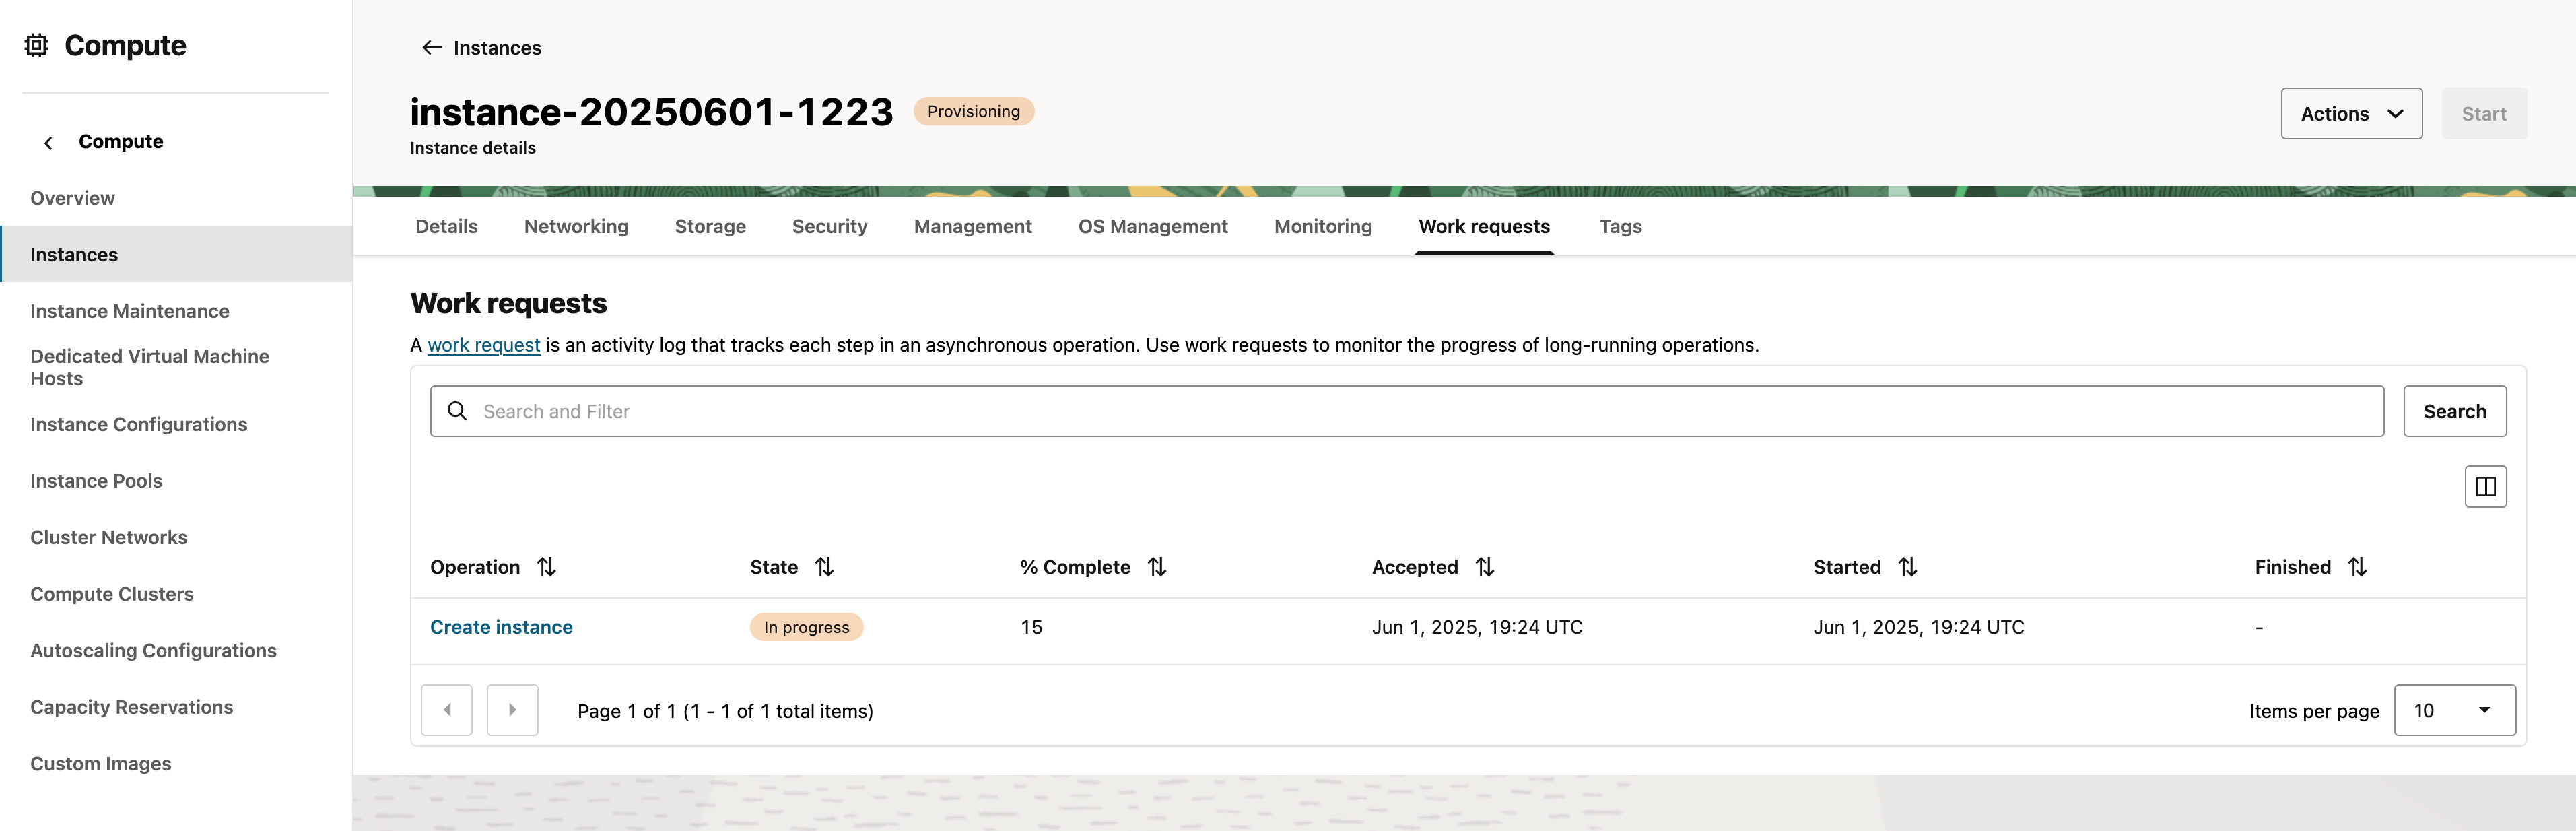 Compute
Compute
Overview
Instances
Instance Maintenance
Dedicated Virtual Machine
Hosts
Instance Configurations
Instance Pools
Cluster Networks
Compute Clusters
Autoscaling Configurations
Capacity Reservations
Custom Images
Instances
instance-20250601-1223 Provisioning
Instance details
Actions Start
Details Networking Storage Security Management OS Management Monitoring Work requests Tags
Work requests
A work request is an activity log that tracks each step in an asynchronous operation. Use work requests to monitor the progress of long-running operations.
Search and Filter Search
Operation State % Complete Accepted Started Finished
Create instance In progress 15 Jun 1, 2025, 19:24 UTC Jun 1, 2025, 19:24 UTC -
Page 1 of 1 (1 - 1 of 1 total items) Items per page 10